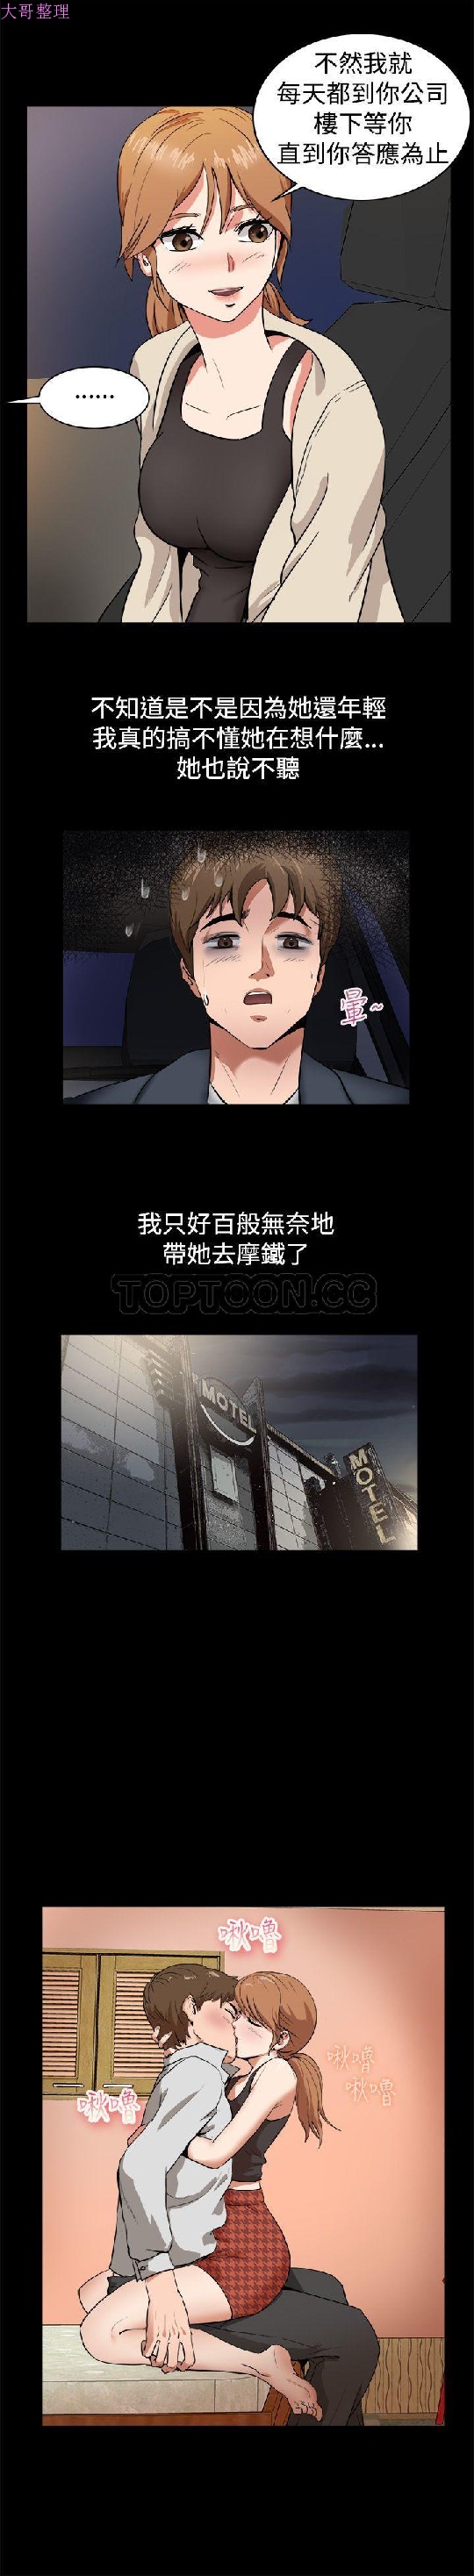 大哥整理
不然我就
每天都到你公司
樓下等你
直到你答應為止
……
不知道是不是因為她還年輕
我真的搞不懂她在想什麼...
她也說不聽
暈~
我只好百般無奈地
帶她去摩鐵了
TOPTOON.CC
MOTEL
MOTEL
啾嚕
啾嚕
啾嚕
啾嚕